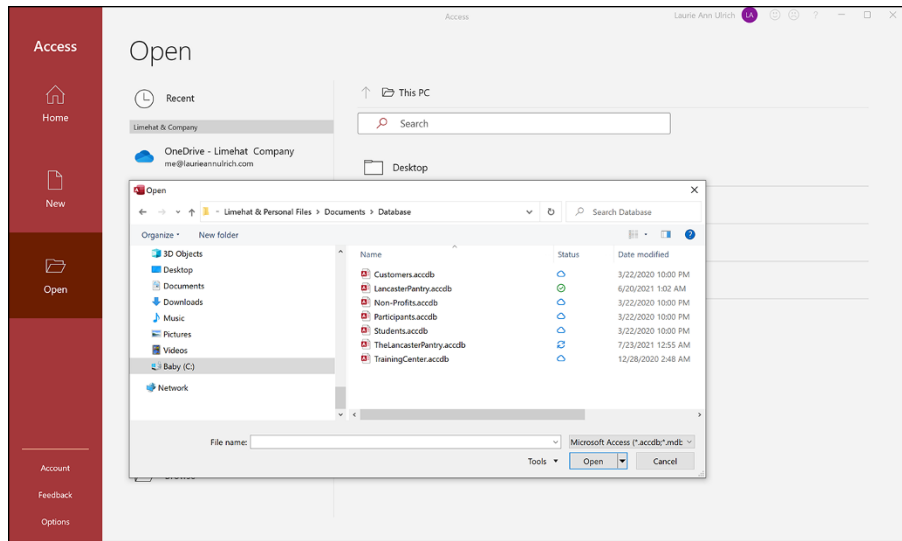 Access
Laurie Ann Ulrich LA ?
Access
Home
New
Open
Account
Feedback
Options
Open
Recent
Limehat & Company
OneDrive - Limehat Company
me@laurieannulrich.com
This PC
Search
Desktop
Open
Limehat & Personal Files > Documents > Database
Search Database
Organize
New folder
3D Objects
Desktop
Documents
Downloads
Music
Pictures
Videos
Baby (C:)
Network
Name Status Date modified
Customers.accdb 3/22/2020 10:00 PM
LancasterPantry.accdb 6/20/2021 1:02 AM
Non-Profits.accdb 3/22/2020 10:00 PM
Participants.accdb 3/22/2020 10:00 PM
Students.accdb 3/22/2020 10:00 PM
TheLancasterPantry.accdb 7/23/2021 12:55 AM
TrainingCenter.accdb 12/28/2020 2:48 AM
File name:
Microsoft Access (*.accdb;*.mdb
Tools
Open
Cancel